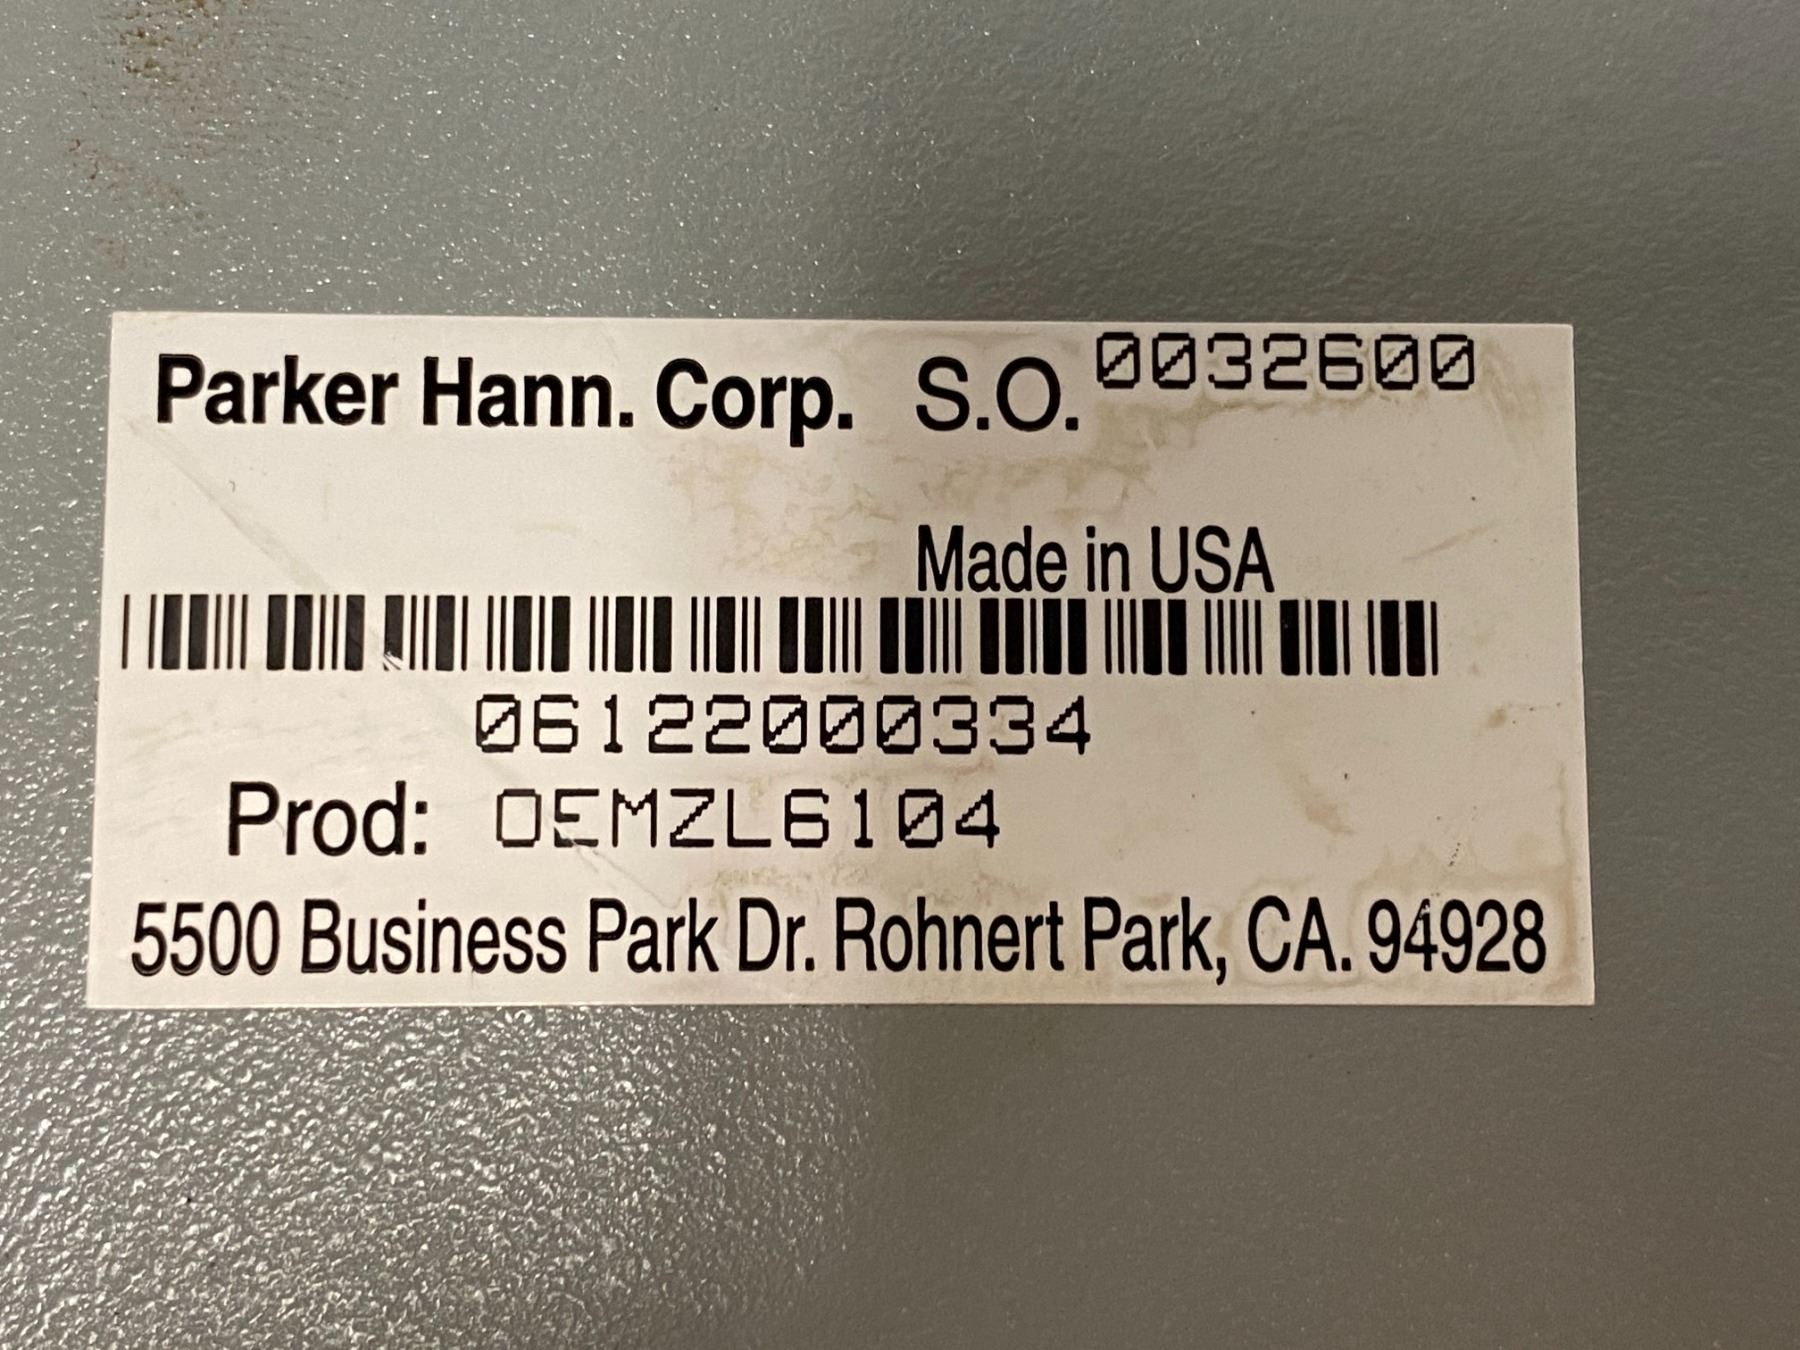 Parker Hann. Corp. S.O. 0032600
Made in USA
06122000334
Prod: OEMZL6104
5500 Business Park Dr. Rohnert Park, CA. 94928